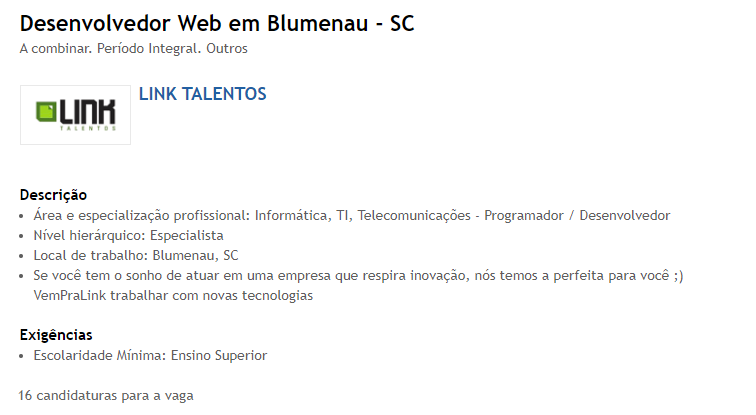 Desenvolvedor Web em Blumenau - SC
A combinar. Período Integral. Outros
LINK
TALENTOS
LINK TALENTOS
Descrição
• Área e especialização profissional: Informática, TI, Telecomunicações - Programador / Desenvolvedor
• Nível hierárquico: Especialista
• Local de trabalho: Blumenau, SC
• Se você tem o sonho de atuar em uma empresa que respira inovação, nós temos a perfeita para você ;)
VemPraLink trabalhar com novas tecnologias
Exigências
• Escolaridade Mínima: Ensino Superior
16 candidaturas para a vaga